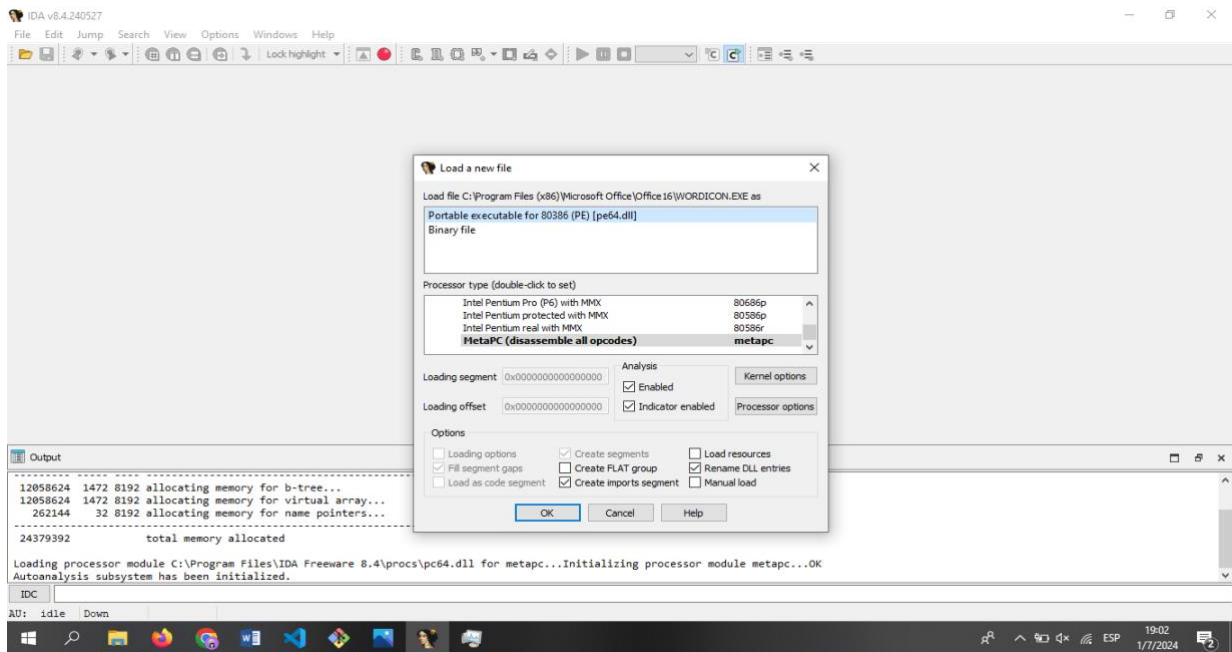 IDA v8.4.240527
File Edit Jump Search View Options Windows Help
Lock highlight
Load a new file
Load file C:\Program Files (x86)\Microsoft Office\Office16\WORDICON.EXE as
Portable executable for 80386 (PE) [pe64.dll]
Binary file
Processor type (double-click to set)
Intel Pentium Pro (P6) with MMX 80686p
Intel Pentium protected with MMX 80586p
Intel Pentium real with MMX 80586r
MetaPC (disassemble all opcodes) metapc
Analysis
Loading segment 0x0000000000000000 Enabled Kernel options
Loading offset 0x0000000000000000 Indicator enabled Processor options
Options
Loading options Create segments Load resources
Fill segment gaps Create FLAT group Rename DLL entries
Load as code segment Create imports segment Manual load
OK Cancel Help
Output
12058624 1472 8192 allocating memory for b-tree...
12058624 1472 8192 allocating memory for virtual array...
262144 32 8192 allocating memory for name pointers...
24379392 total memory allocated
Loading processor module C:\Program Files\IDA Freeware 8.4\procs\pc64.dll for metapc...Initializing processor module metapc...OK
Autoanalysis subsystem has been initialized.
IDC
AU: idle Down
ESP
19:02
1/7/2024
2